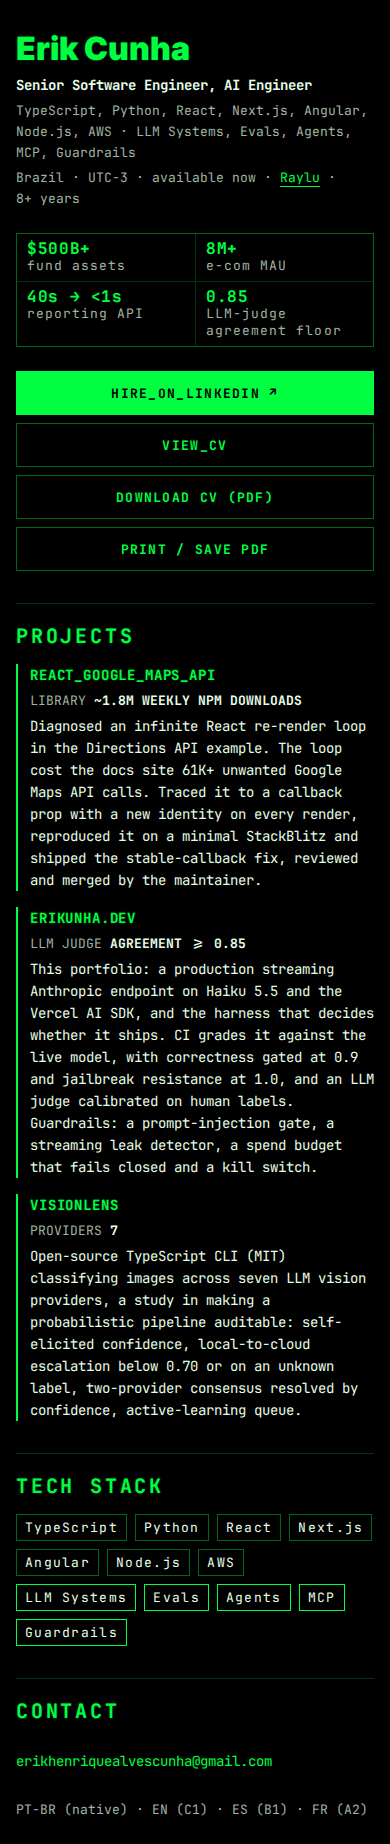 Erik Cunha
Senior Software Engineer, AI Engineer
TypeScript, Python, React, Next.js, Angular,
Node.js, AWS · LLM Systems, Evals, Agents,
MCP, Guardrails
Brazil · UTC-3 · available now · Raylu ·
8+ years
$500B+
fund assets
8M+
e-com MAU
40s → <1s
reporting API
0.85
LLM-judge
agreement floor
HIRE_ON_LINKEDIN ↗
VIEW_CV
DOWNLOAD CV (PDF)
PRINT / SAVE PDF
PROJECTS
REACT_GOOGLE_MAPS_API
LIBRARY ~1.8M WEEKLY NPM DOWNLOADS
Diagnosed an infinite React re-render loop
in the Directions API example. The loop
cost the docs site 61K+ unwanted Google
Maps API calls. Traced it to a callback
prop with a new identity on every render,
reproduced it on a minimal StackBlitz and
shipped the stable-callback fix, reviewed
and merged by the maintainer.
ERIKUNHA.DEV
LLM JUDGE AGREEMENT ≥ 0.85
This portfolio: a production streaming
Anthropic endpoint on Haiku 5.5 and the
Vercel AI SDK, and the harness that decides
whether it ships. CI grades it against the
live model, with correctness gated at 0.9
and jailbreak resistance at 1.0, and an LLM
judge calibrated on human labels.
Guardrails: a prompt-injection gate, a
streaming leak detector, a spend budget
that fails closed and a kill switch.
VISIONLENS
PROVIDERS 7
Open-source TypeScript CLI (MIT)
classifying images across seven LLM vision
providers, a study in making a
probabilistic pipeline auditable: self-
elicited confidence, local-to-cloud
escalation below 0.70 or on an unknown
label, two-provider consensus resolved by
confidence, active-learning queue.
TECH STACK
TypeScript Python React Next.js
Angular Node.js AWS
LLM Systems Evals Agents MCP
Guardrails
CONTACT
erikhenriquealvescunha@gmail.com
PT-BR (native) · EN (C1) · ES (B1) · FR (A2)